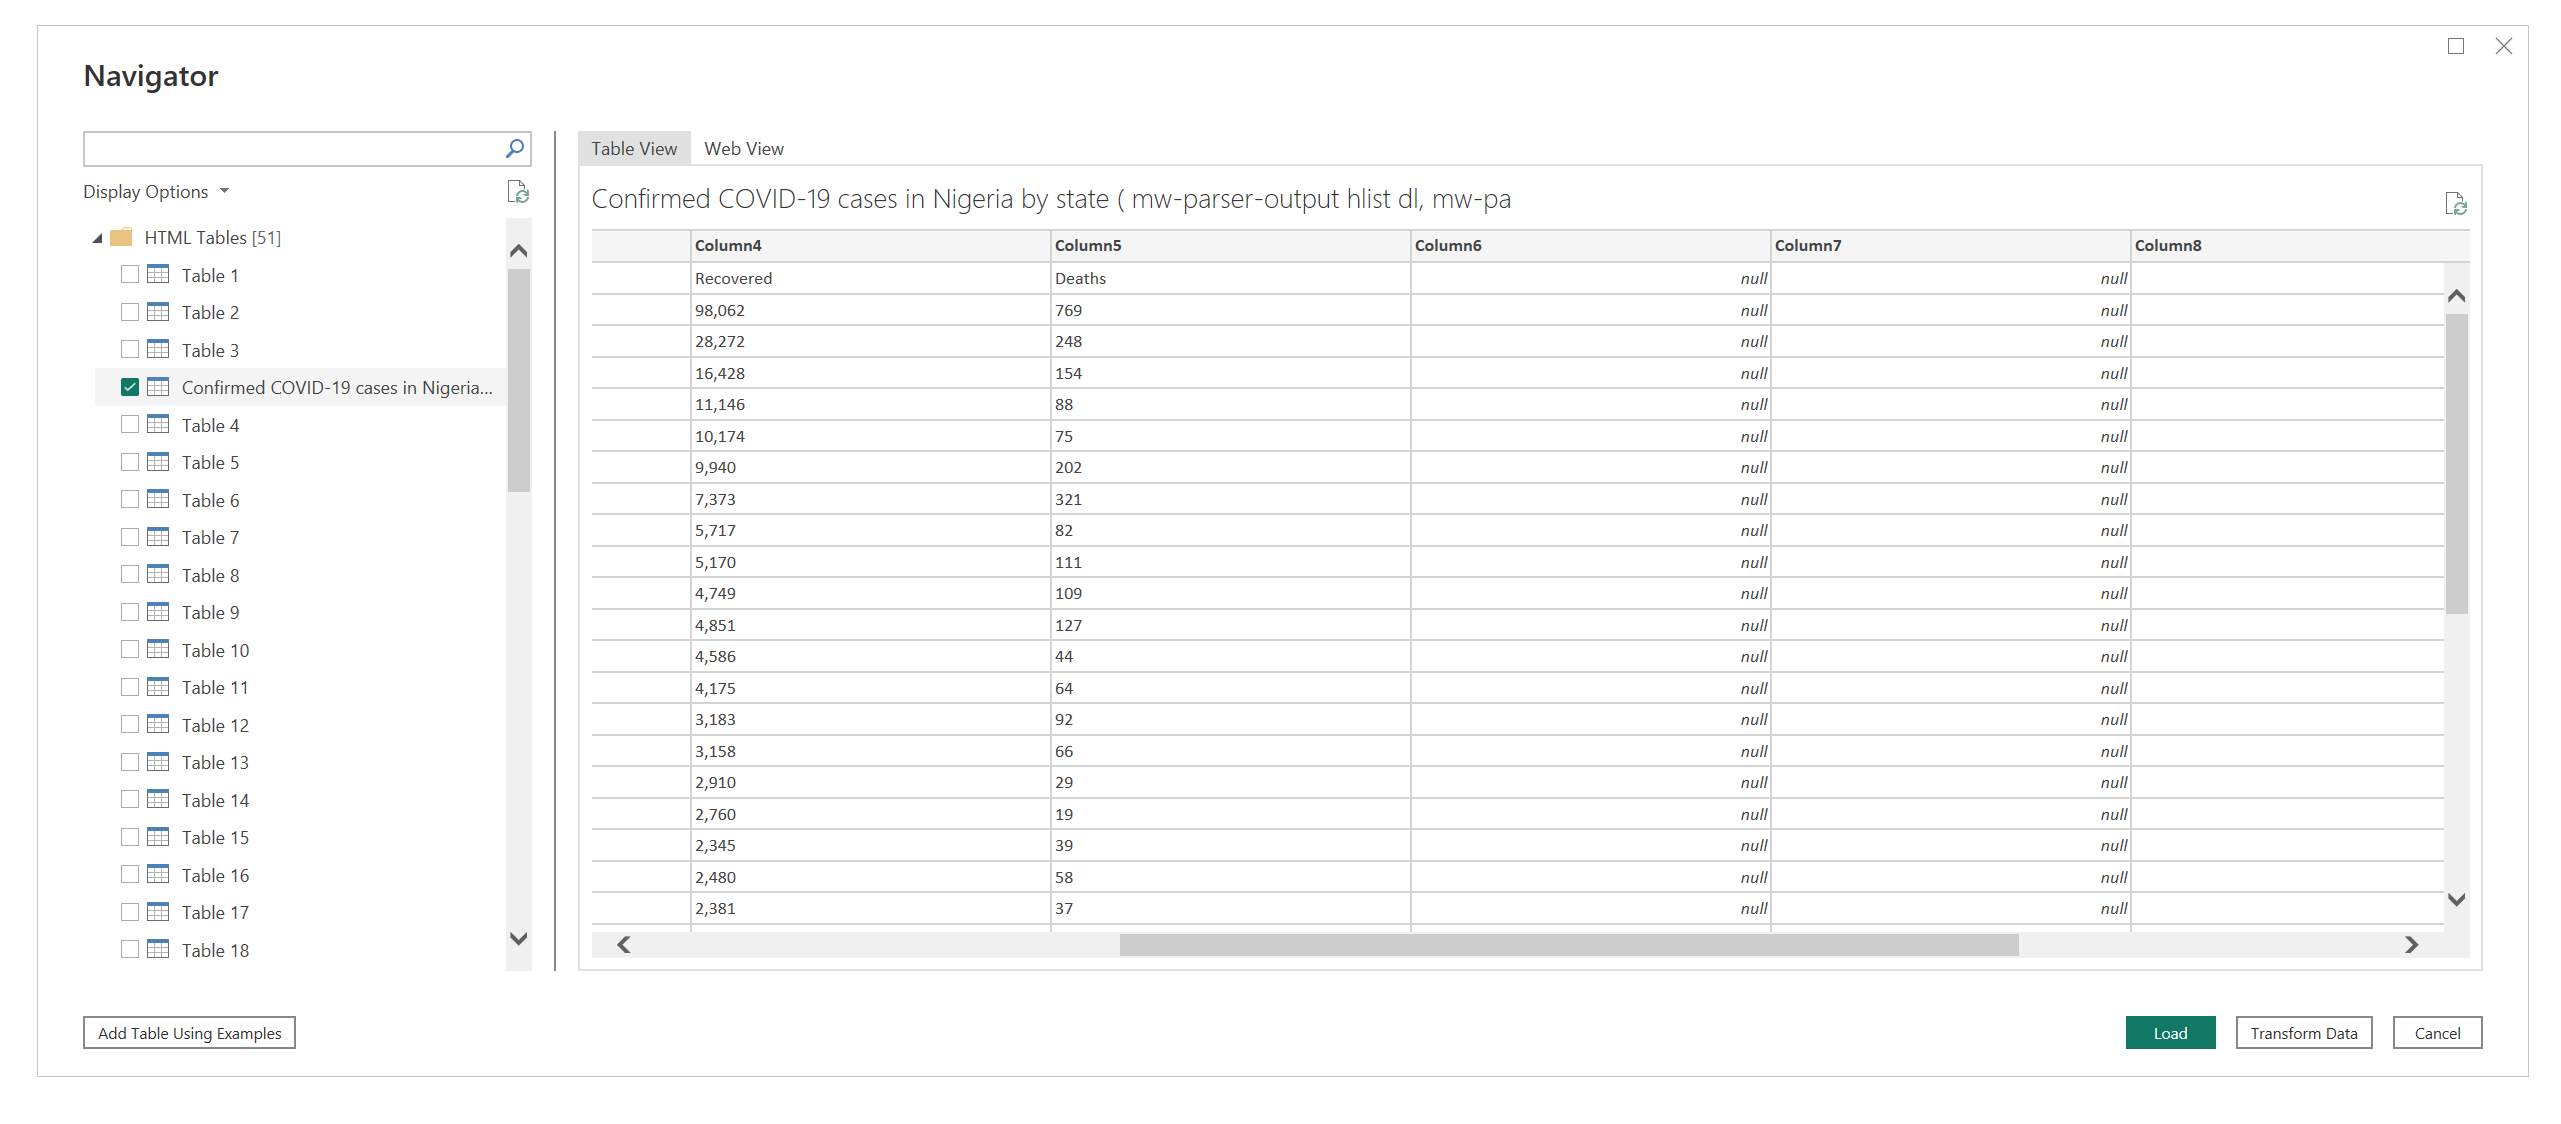 Navigator
Display Options
HTML Tables [51]
Table 1
Table 2
Table 3
Confirmed COVID-19 cases in Nigeria...
Table 4
Table 5
Table 6
Table 7
Table 8
Table 9
Table 10
Table 11
Table 12
Table 13
Table 14
Table 15
Table 16
Table 17
Table 18
Table View Web View
Confirmed COVID-19 cases in Nigeria by state ( mw-parser-output hlist dl, mw-pa
Column4 Column5 Column6 Column7 Column8
Recovered Deaths null null
98,062 769 null null
28,272 248 null null
16,428 154 null null
11,146 88 null null
10,174 75 null null
9,940 202 null null
7,373 321 null null
5,717 82 null null
5,170 111 null null
4,749 109 null null
4,851 127 null null
4,586 44 null null
4,175 64 null null
3,183 92 null null
3,158 66 null null
2,910 29 null null
2,760 19 null null
2,345 39 null null
2,480 58 null null
2,381 37 null null
Add Table Using Examples Load Transform Data Cancel